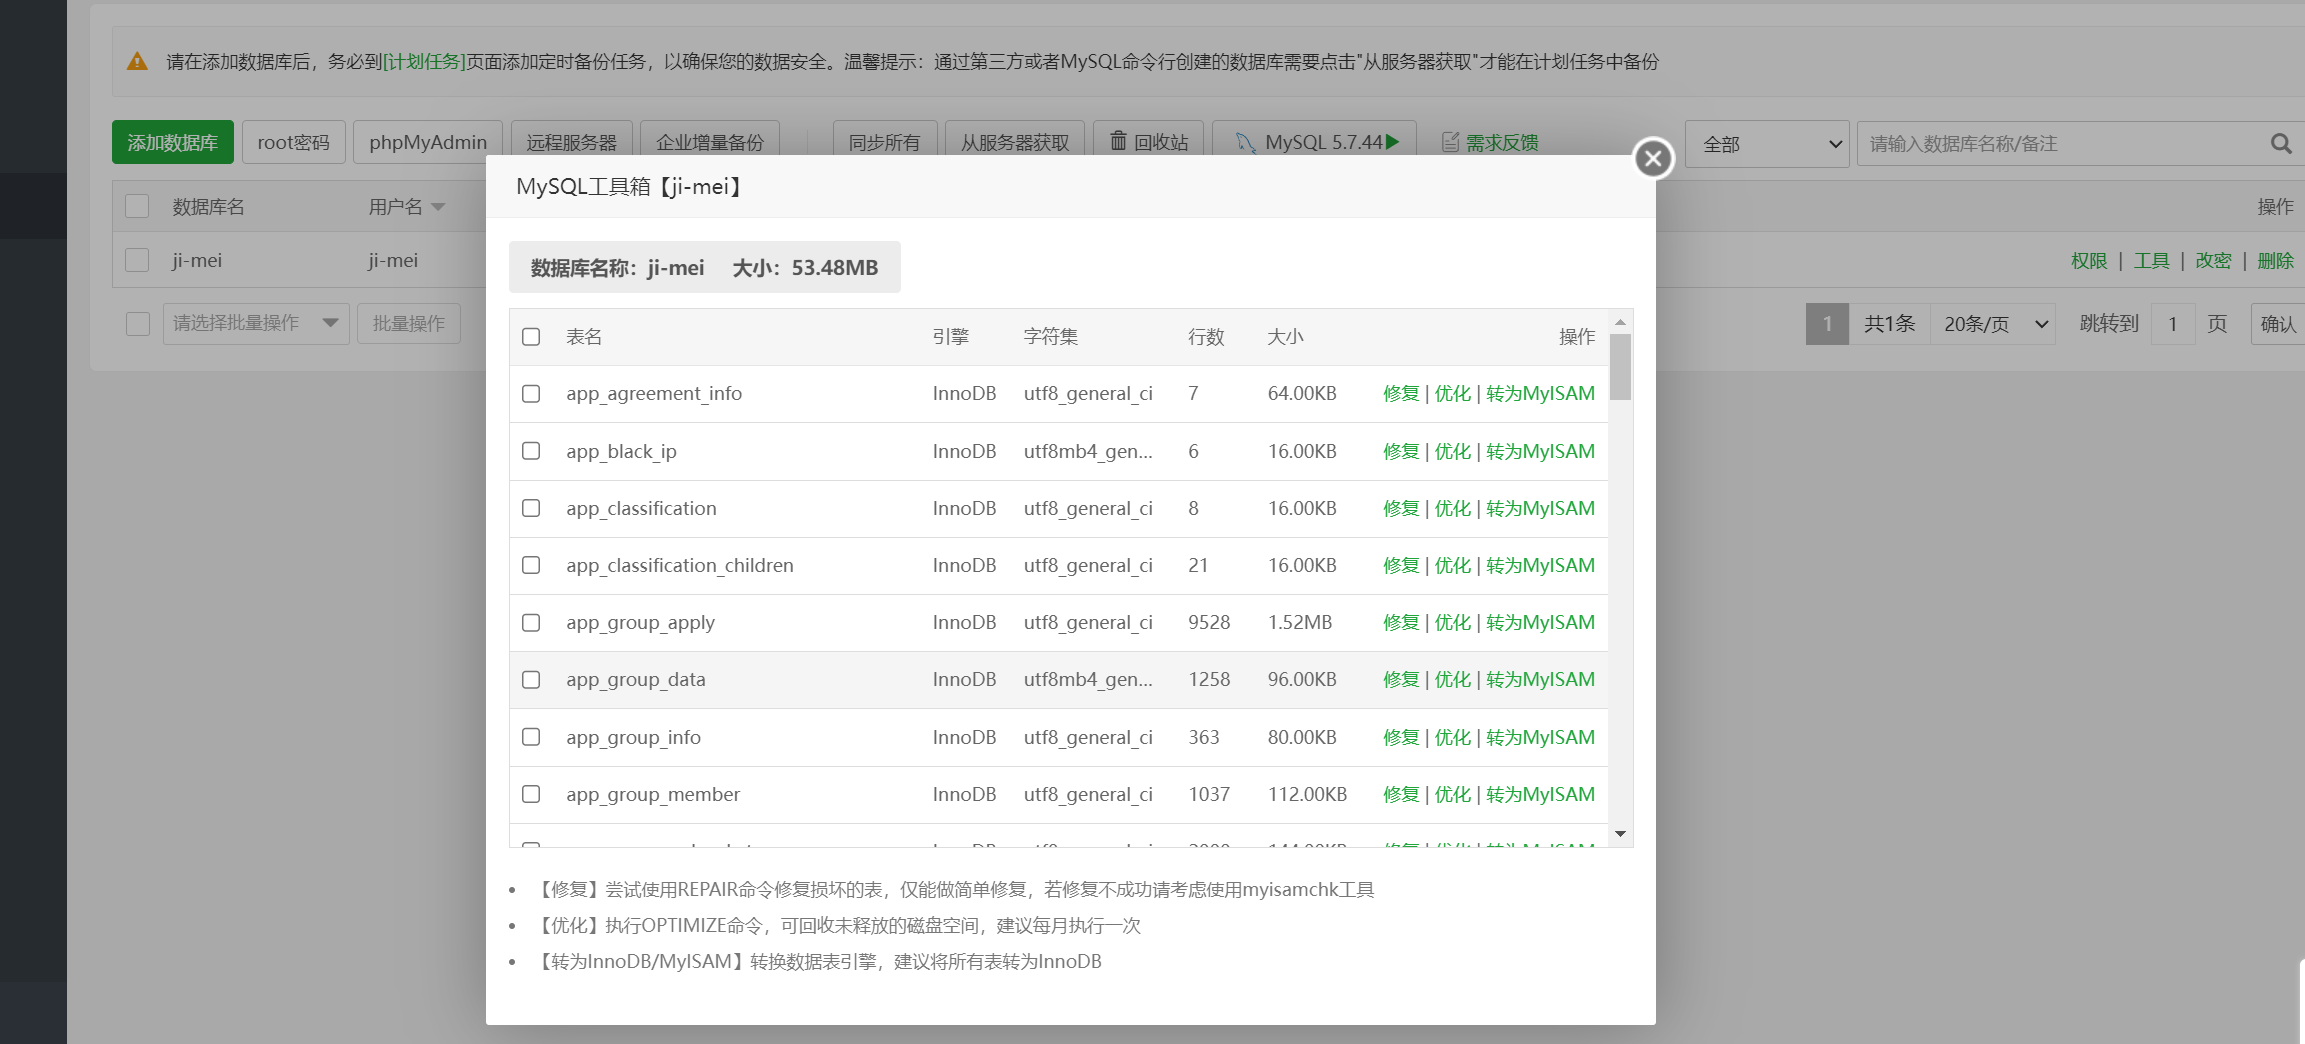 请在添加数据库后，务必到[计划任务]页面添加定时备份任务，以确保您的数据安全。温馨提示：通过第三方或者MySQL命令行创建的数据库需要点击"从服务器获取"才能在计划任务中备份
添加数据库 root密码 phpMyAdmin 远程服务器 企业增量备份 同步所有 从服务器获取 回收站 MySQL 5.7.44 需求反馈 全部 请输入数据库名称/备注
数据库名 用户名 操作
ji-mei ji-mei 权限 | 工具 | 改密 | 删除
请选择批量操作 批量操作 1 共1条 20条/页 跳转到 1 页 确认
MySQL工具箱【ji-mei】
数据库名称：ji-mei 大小：53.48MB
表名 引擎 字符集 行数 大小 操作
app_agreement_info InnoDB utf8_general_ci 7 64.00KB 修复 | 优化 | 转为MyISAM
app_black_ip InnoDB utf8mb4_gen... 6 16.00KB 修复 | 优化 | 转为MyISAM
app_classification InnoDB utf8_general_ci 8 16.00KB 修复 | 优化 | 转为MyISAM
app_classification_children InnoDB utf8_general_ci 21 16.00KB 修复 | 优化 | 转为MyISAM
app_group_apply InnoDB utf8_general_ci 9528 1.52MB 修复 | 优化 | 转为MyISAM
app_group_data InnoDB utf8mb4_gen... 1258 96.00KB 修复 | 优化 | 转为MyISAM
app_group_info InnoDB utf8_general_ci 363 80.00KB 修复 | 优化 | 转为MyISAM
app_group_member InnoDB utf8_general_ci 1037 112.00KB 修复 | 优化 | 转为MyISAM
• 【修复】尝试使用REPAIR命令修复损坏的表，仅能做简单修复，若修复不成功请考虑使用myisamchk工具
• 【优化】执行OPTIMIZE命令，可回收未释放的磁盘空间，建议每月执行一次
• 【转为InnoDB/MyISAM】转换数据表引擎，建议将所有表转为InnoDB